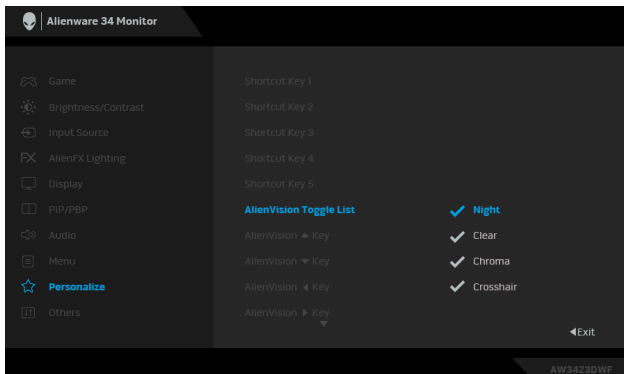 Alienware 34 Monitor
Game
Brightness/Contrast
Input Source
FX AlienFX Lighting
Display
PIP/PBP
Audio
Menu
Personalize
Others
Shortcut Key 1
Shortcut Key 2
Shortcut Key 3
Shortcut Key 4
Shortcut Key 5
AlienVision Toggle List
AlienVision ▲ Key
AlienVision ▼ Key
AlienVision ◀ Key
AlienVision ▶ Key
Night
Clear
Chroma
Crosshair
◀Exit
AW3423DWF